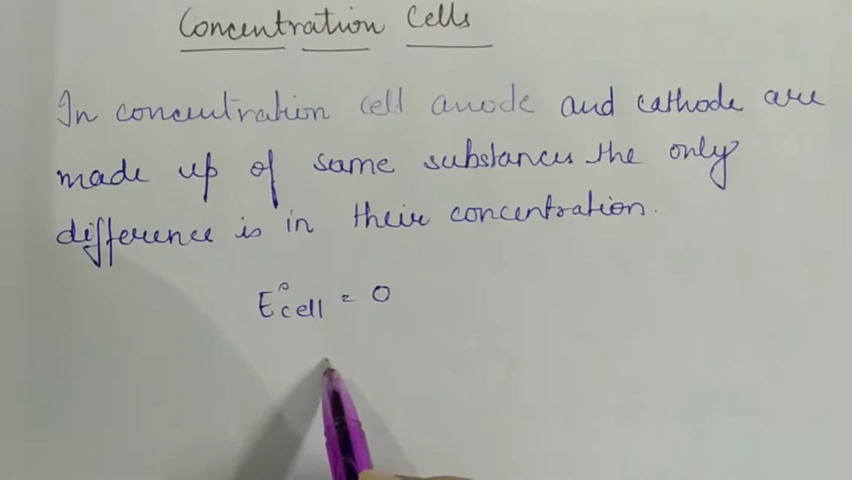 Concentration Cells
In concentration cell anode and cathode are
made up of same substances the only
difference is in their concentration.
E°cell = 0